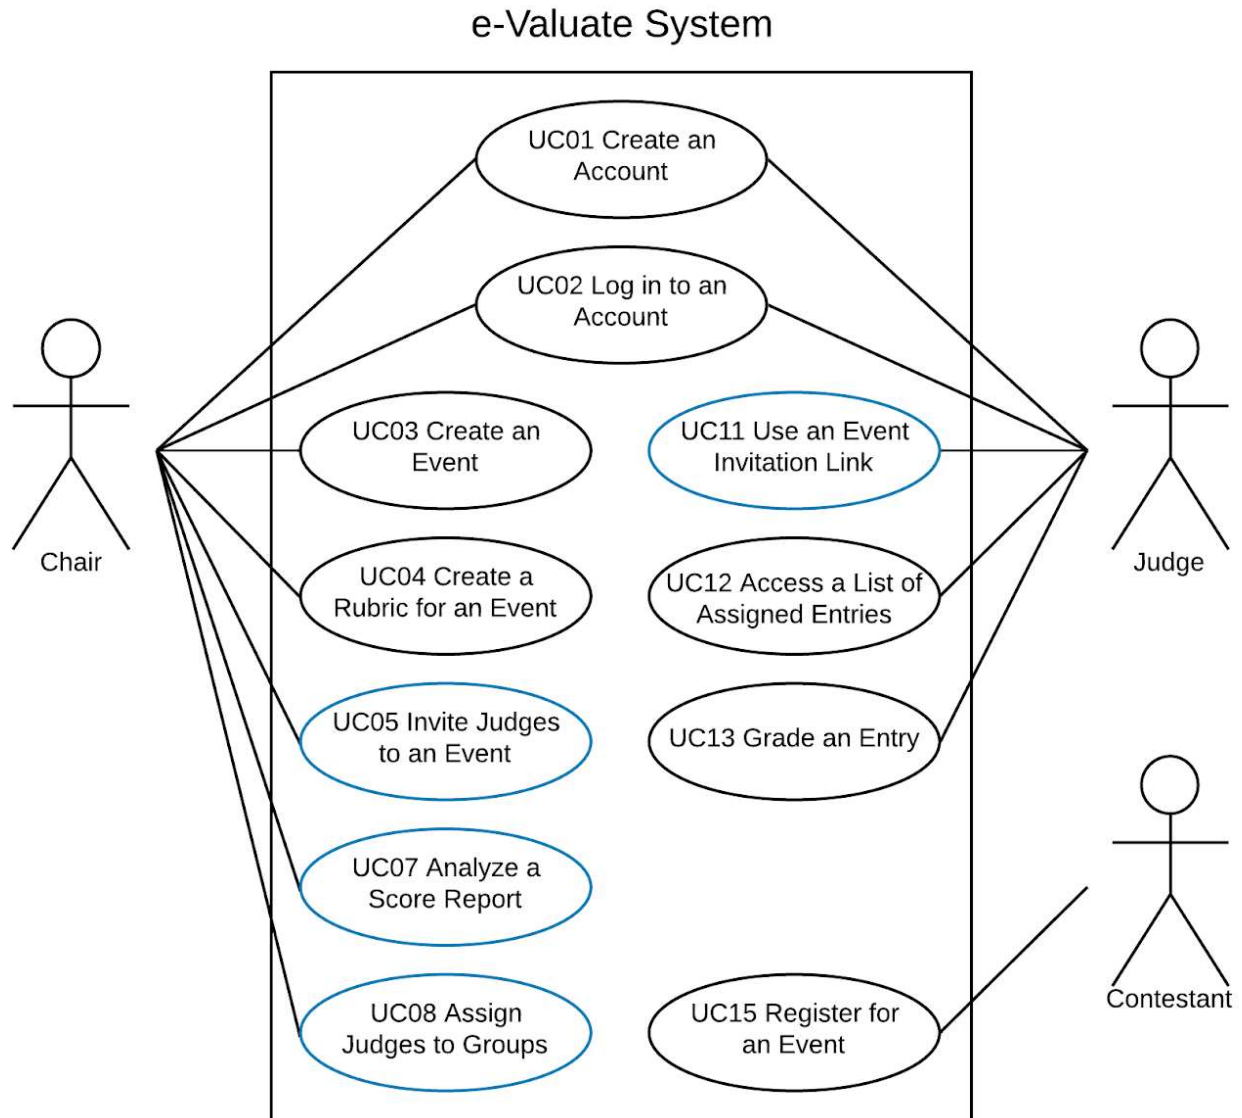 e-Valuate System
UC01 Create an
Account
UC02 Log in to an
Account
UC03 Create an
Event
UC11 Use an Event
Invitation Link
Chair
Judge
UC04 Create a
Rubric for an Event
UC12 Access a List of
Assigned Entries
UC05 Invite Judges
to an Event
UC13 Grade an Entry
UC07 Analyze a
Score Report
Contestant
UC08 Assign
Judges to Groups
UC15 Register for
an Event